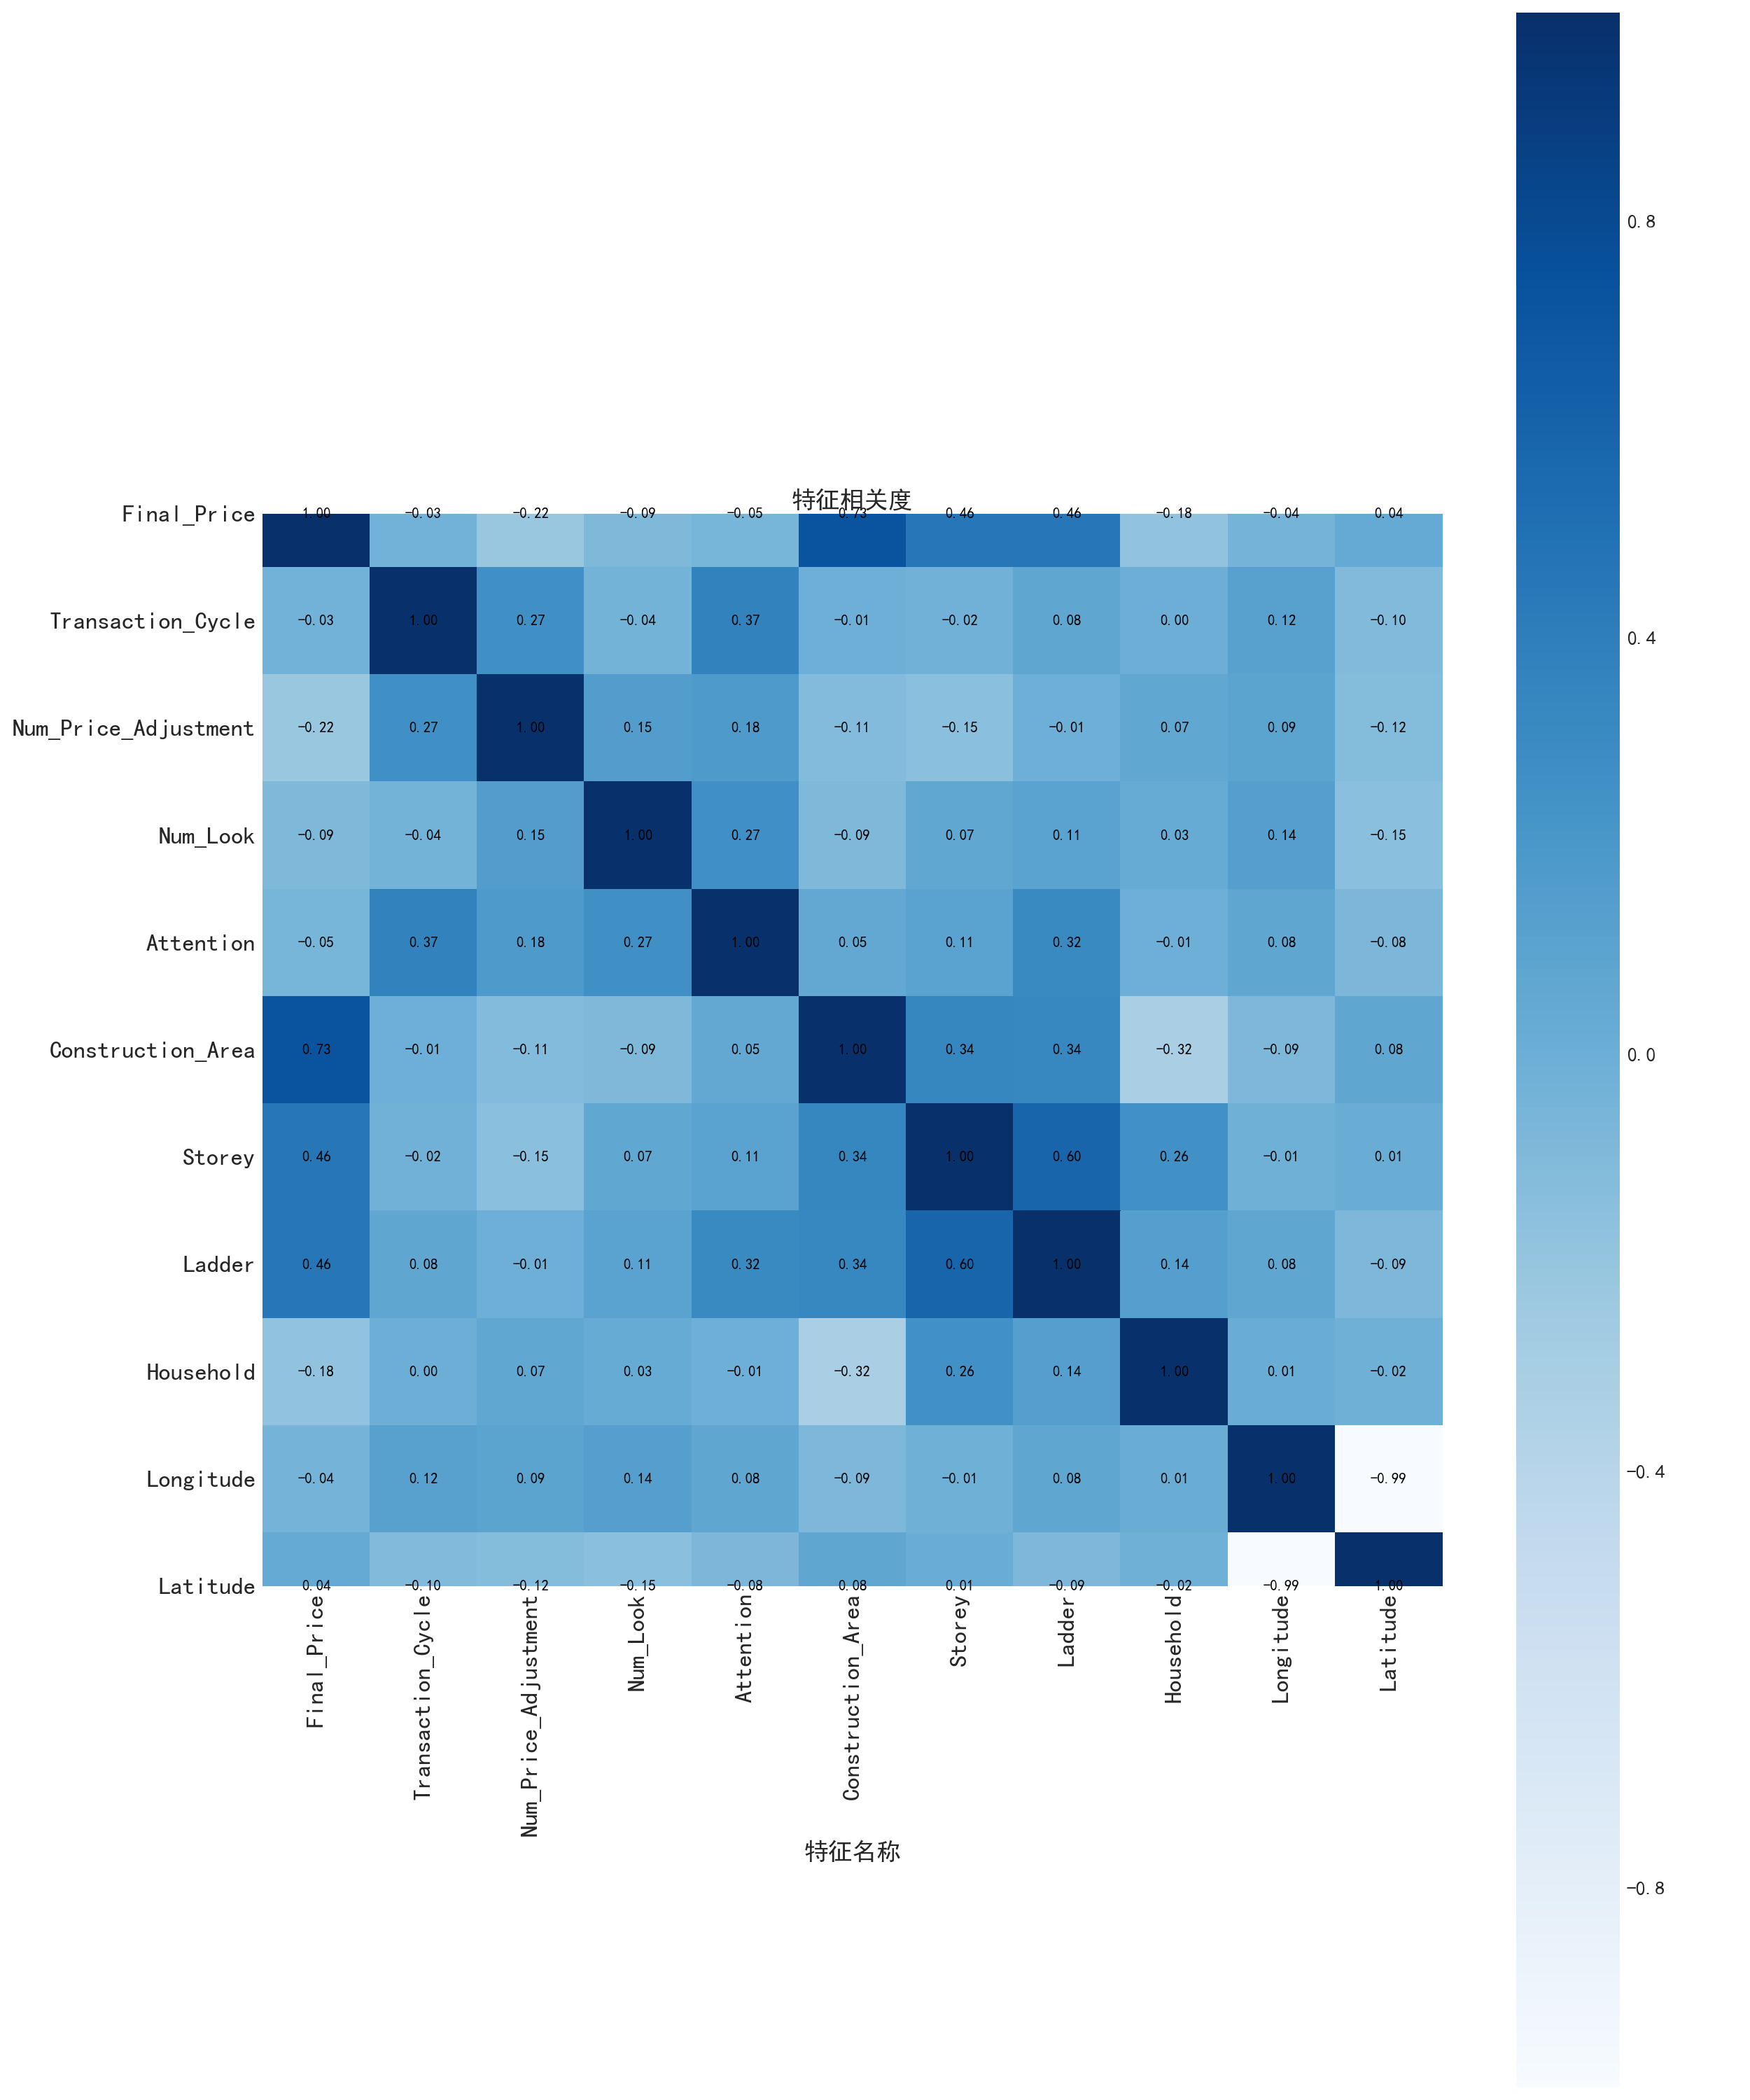 特征相关度
Final_Price 1.00 -0.03 -0.22 -0.09 -0.05 0.73 0.46 0.46 -0.18 -0.04 0.04
Transaction_Cycle -0.03 1.00 0.27 -0.04 0.37 -0.01 -0.02 0.08 0.00 0.12 -0.10
Num_Price_Adjustment -0.22 0.27 1.00 0.15 0.18 -0.11 -0.15 -0.01 0.07 0.09 -0.12
Num_Look -0.09 -0.04 0.15 1.00 0.27 -0.09 0.07 0.11 0.03 0.14 -0.15
Attention -0.05 0.37 0.18 0.27 1.00 0.05 0.11 0.32 -0.01 0.08 -0.08
Construction_Area 0.73 -0.01 -0.11 -0.09 0.05 1.00 0.34 0.34 -0.32 -0.09 0.08
Storey 0.46 -0.02 -0.15 0.07 0.11 0.34 1.00 0.60 0.26 -0.01 0.01
Ladder 0.46 0.08 -0.01 0.11 0.32 0.34 0.60 1.00 0.14 0.08 -0.09
Household -0.18 0.00 0.07 0.03 -0.01 -0.32 0.26 0.14 1.00 0.01 -0.02
Longitude -0.04 0.12 0.09 0.14 0.08 -0.09 -0.01 0.08 0.01 1.00 -0.99
Latitude 0.04 -0.10 -0.12 -0.15 -0.08 0.08 0.01 -0.09 -0.02 -0.99 1.00
Final_Price
Transaction_Cycle
Num_Price_Adjustment
Num_Look
Attention
Construction_Area
Storey
Ladder
Household
Longitude
Latitude
特征名称
0.8
0.4
0.0
-0.4
-0.8